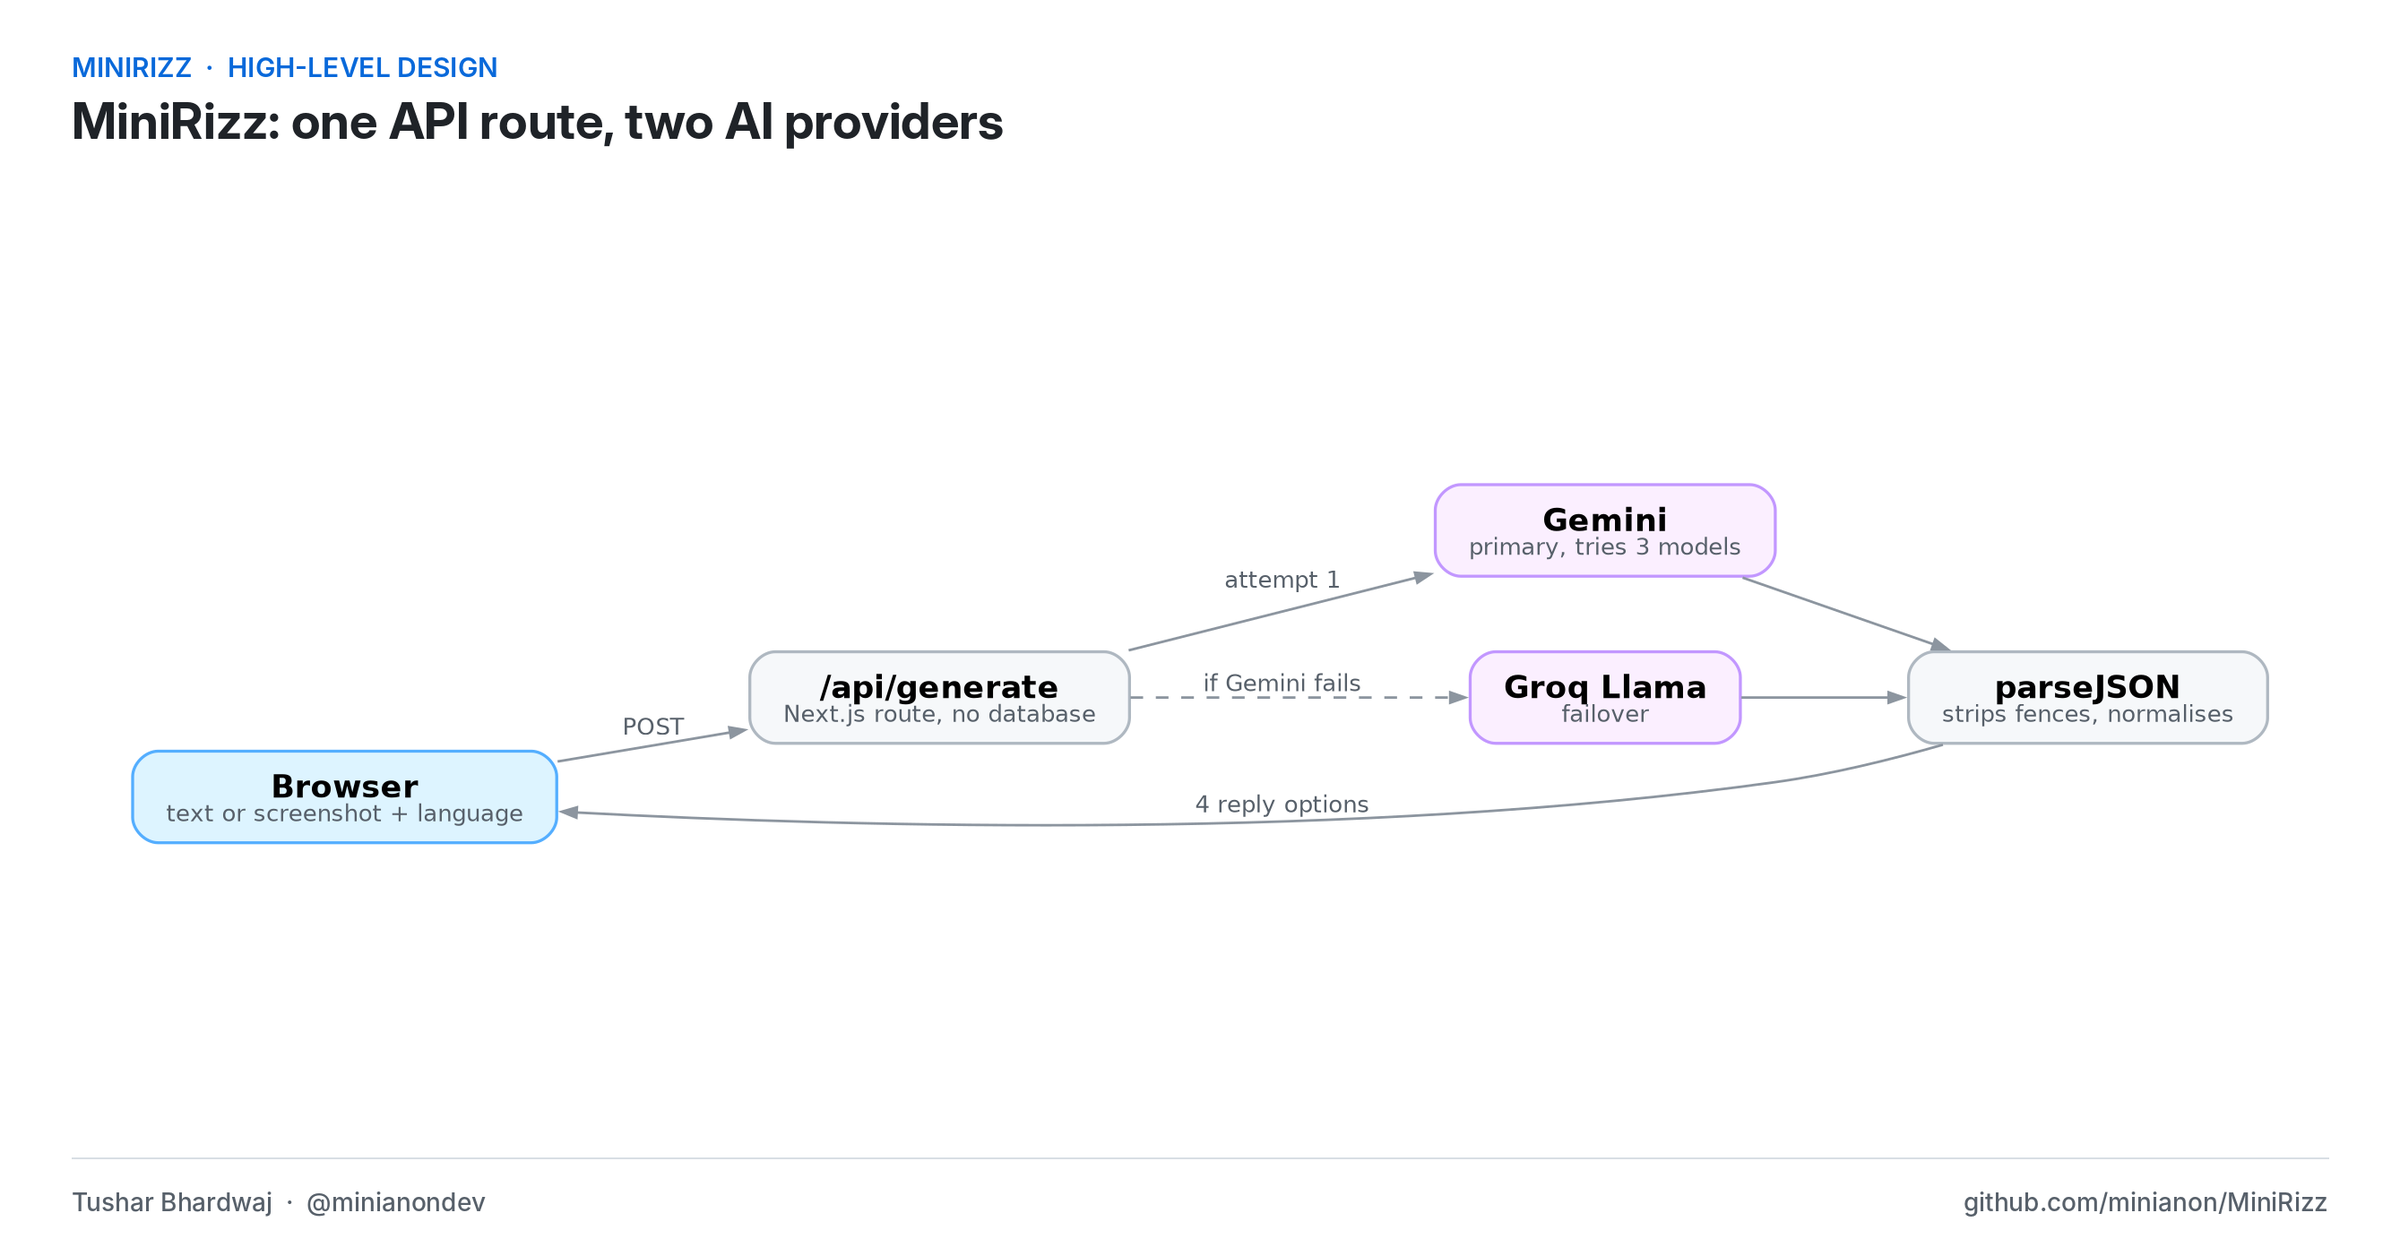 MINIRIZZ · HIGH-LEVEL DESIGN
MiniRizz: one API route, two AI providers
Gemini
primary, tries 3 models
attempt 1
/api/generate
Next.js route, no database
if Gemini fails
Groq Llama
failover
parseJSON
strips fences, normalises
POST
Browser
text or screenshot + language
4 reply options
Tushar Bhardwaj · @minianondev
github.com/minianon/MiniRizz